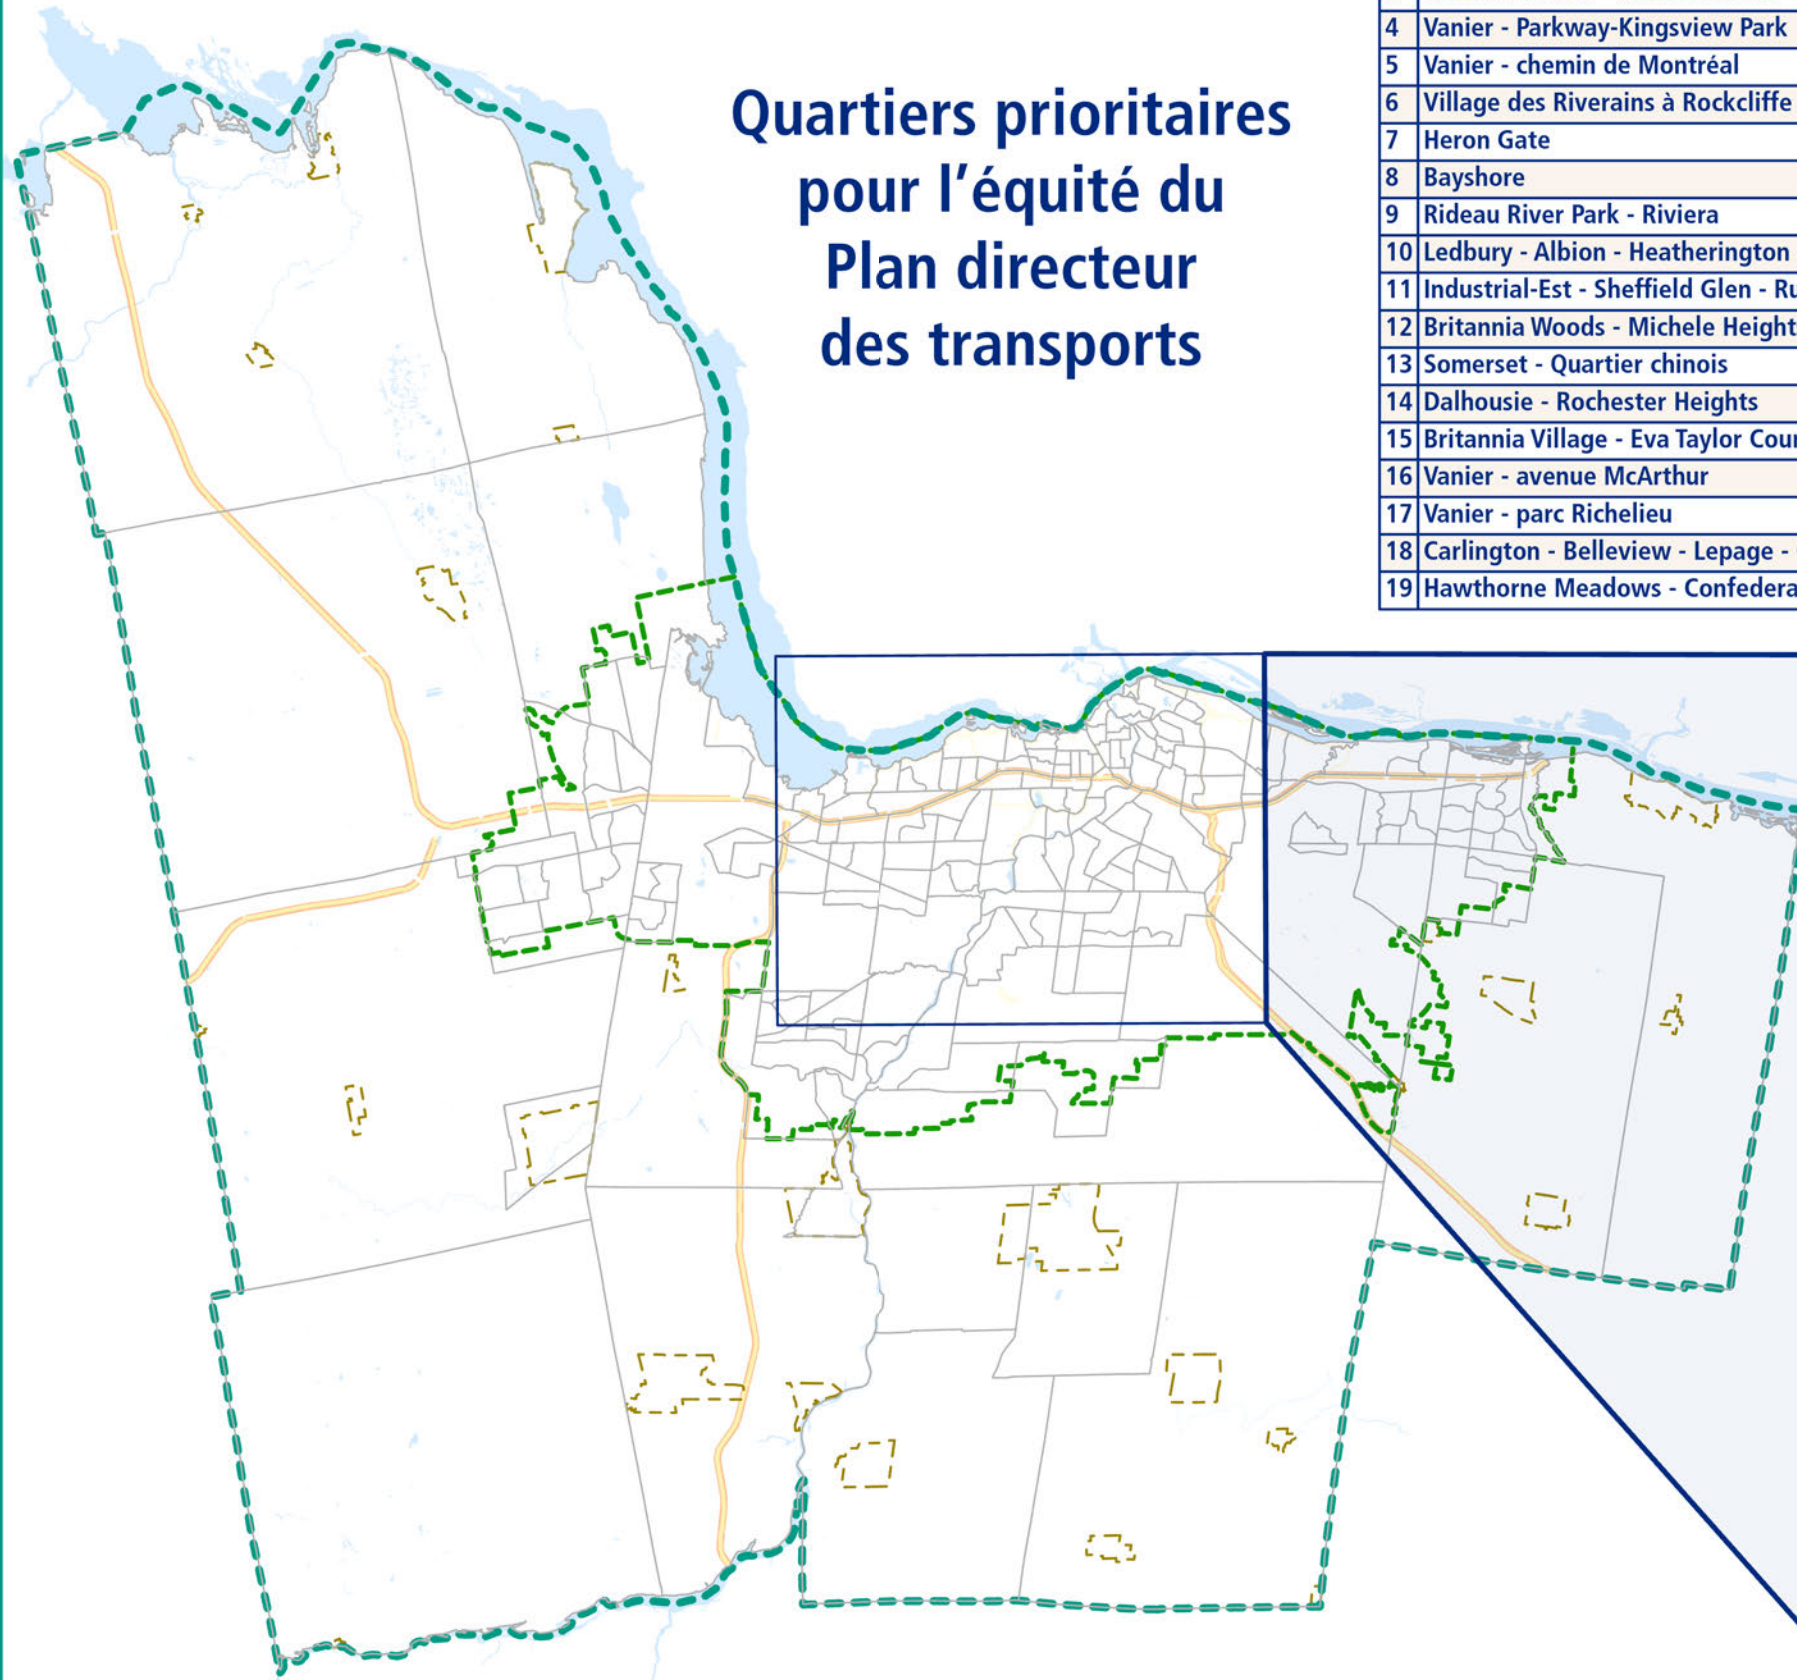 Quartiers prioritaires
pour l’équité du
Plan directeur
des transports
4 Vanier - Parkway-Kingsview Park
5 Vanier - chemin de Montréal
6 Village des Riverains à Rockcliffe
7 Heron Gate
8 Bayshore
9 Rideau River Park - Riviera
10 Ledbury - Albion - Heatherington
11 Industrial-Est - Sheffield Glen -
12 Britannia Woods - Michele
13 Somerset - Quartier chinois
14 Dalhousie - Rochester Heights
15 Britannia Village - Eva Taylor
16 Vanier - avenue McArthur
17 Vanier - parc Richelieu
18 Carlington - Belleview - Lepage -
19 Hawthorne Meadows -